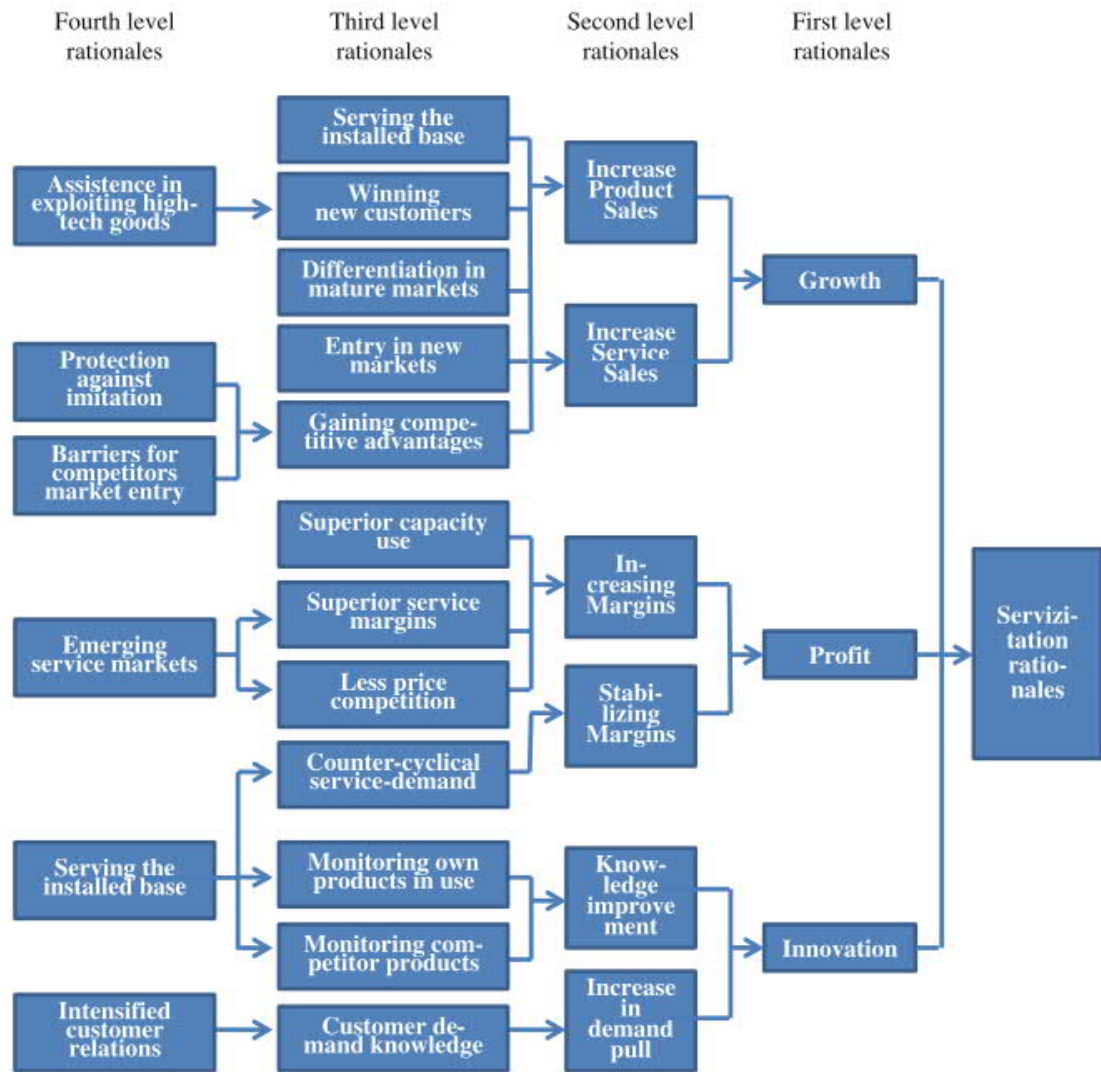 Fourth level
rationales
Third level
rationales
Second level
rationales
First level
rationales
Assistence in
exploiting high-
tech goods
Protection
against
imitation
Barriers for
competitors
market entry
Emerging
service markets
Serving the
installed base
Intensified
customer
relations
Serving the
installed base
Winning
new customers
Differentiation in
mature markets
Entry in new
markets
Gaining compe-
titive advantages
Superior capacity
use
Superior service
margins
Less price
competition
Counter-cyclical
service-demand
Monitoring own
products in use
Monitoring com-
petitor products
Customer de-
mand knowledge
Increase
Product
Sales
Increase
Service
Sales
In-
creasing
Margins
Stabi-
lizing
Margins
Know-
ledge
improve
ment
Increase
in
demand
pull
Growth
Profit
Innovation
Servizi-
tation
ratio-
nales